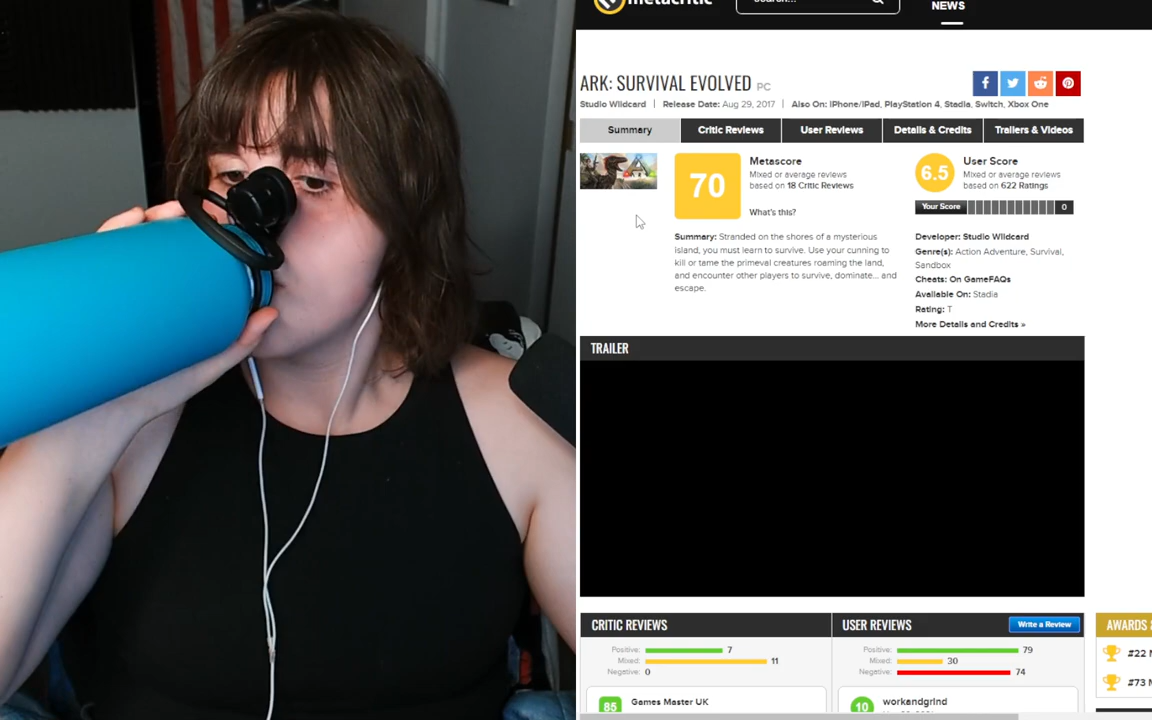 metacritic
Search...
NEWS
ARK: SURVIVAL EVOLVED PC
Studio Wildcard | Release Date: Aug 29, 2017 | Also On: iPhone/iPad, PlayStation 4, Stadia, Switch, Xbox One
Summary Critic Reviews User Reviews Details & Credits Trailers & Videos
70
Metascore
Mixed or average reviews
based on 18 Critic Reviews
What's this?
Summary: Stranded on the shores of a mysterious
island, you must learn to survive. Use your cunning to
kill or tame the primeval creatures roaming the land,
and encounter other players to survive, dominate... and
escape.
6.5
User Score
Mixed or average reviews
based on 622 Ratings
Your Score 0
Developer: Studio Wildcard
Genre(s): Action Adventure, Survival,
Sandbox
Cheats: On GameFAQs
Available On: Stadia
Rating: T
More Details and Credits »
TRAILER
CRITIC REVIEWS
Positive: 7
Mixed: 11
Negative: 0
85 Games Master UK
USER REVIEWS Write a Review
Positive: 79
Mixed: 30
Negative: 74
10 workandgrind
AWARDS &
#22
#73